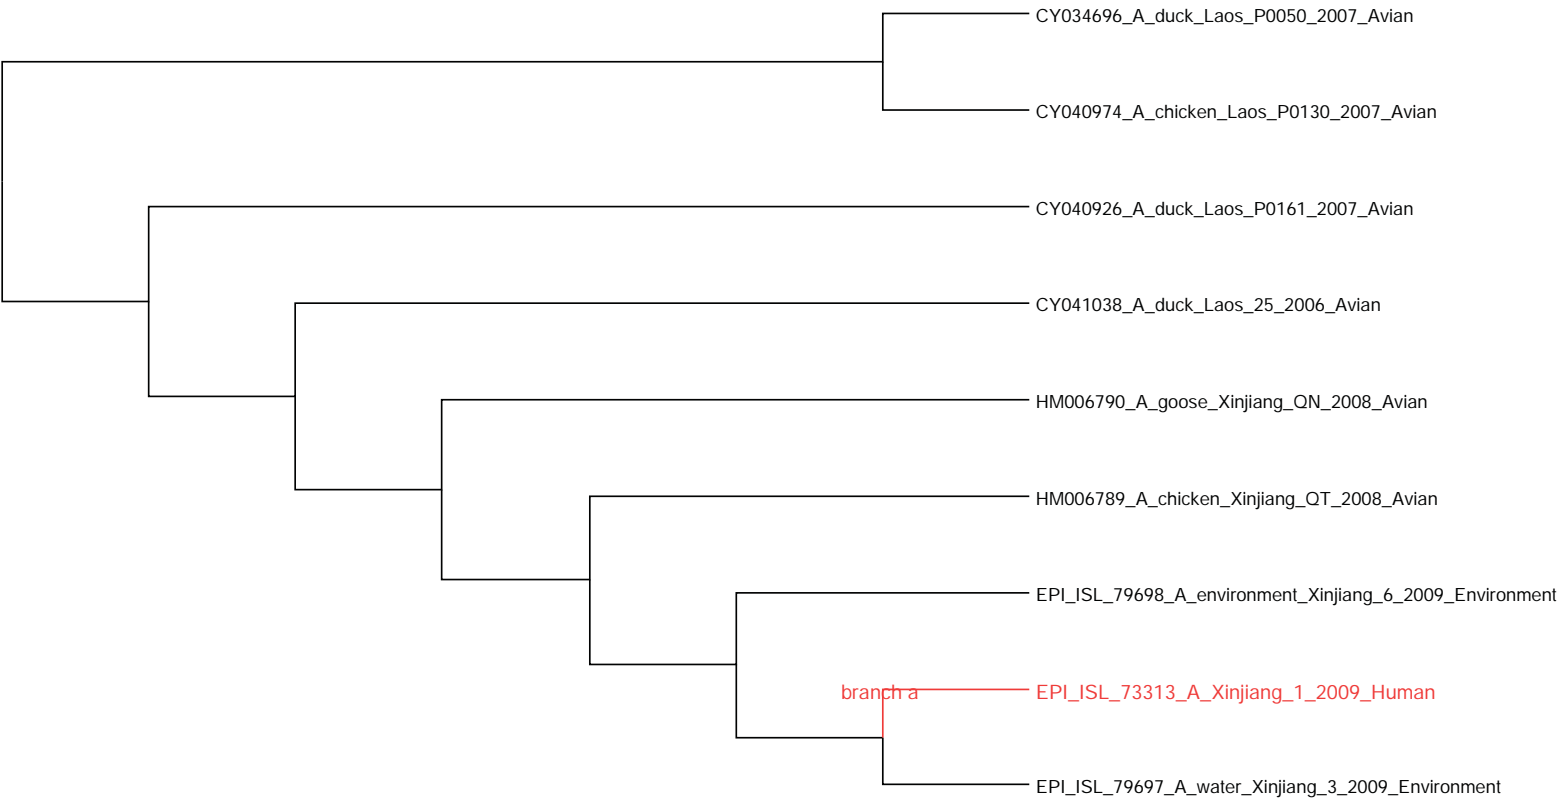 CY034696_A_duck_Laos_P0050_2007_Avian
CY040974_A_chicken_Laos_P0130_2007_Avian
CY040926_A_duck_Laos_P0161_2007_Avian
CY041038_A_duck_Laos_25_2006_Avian
HM006790_A_goose_Xinjiang_QN_2008_Avian
HM006789_A_chicken_Xinjiang_QT_2008_Avian
EPI_ISL_79698_A_environment_Xinjiang_6_2009_Environment
branch a EPI_ISL_73313_A_Xinjiang_1_2009_Human
EPI_ISL_79697_A_water_Xinjiang_3_2009_Environment